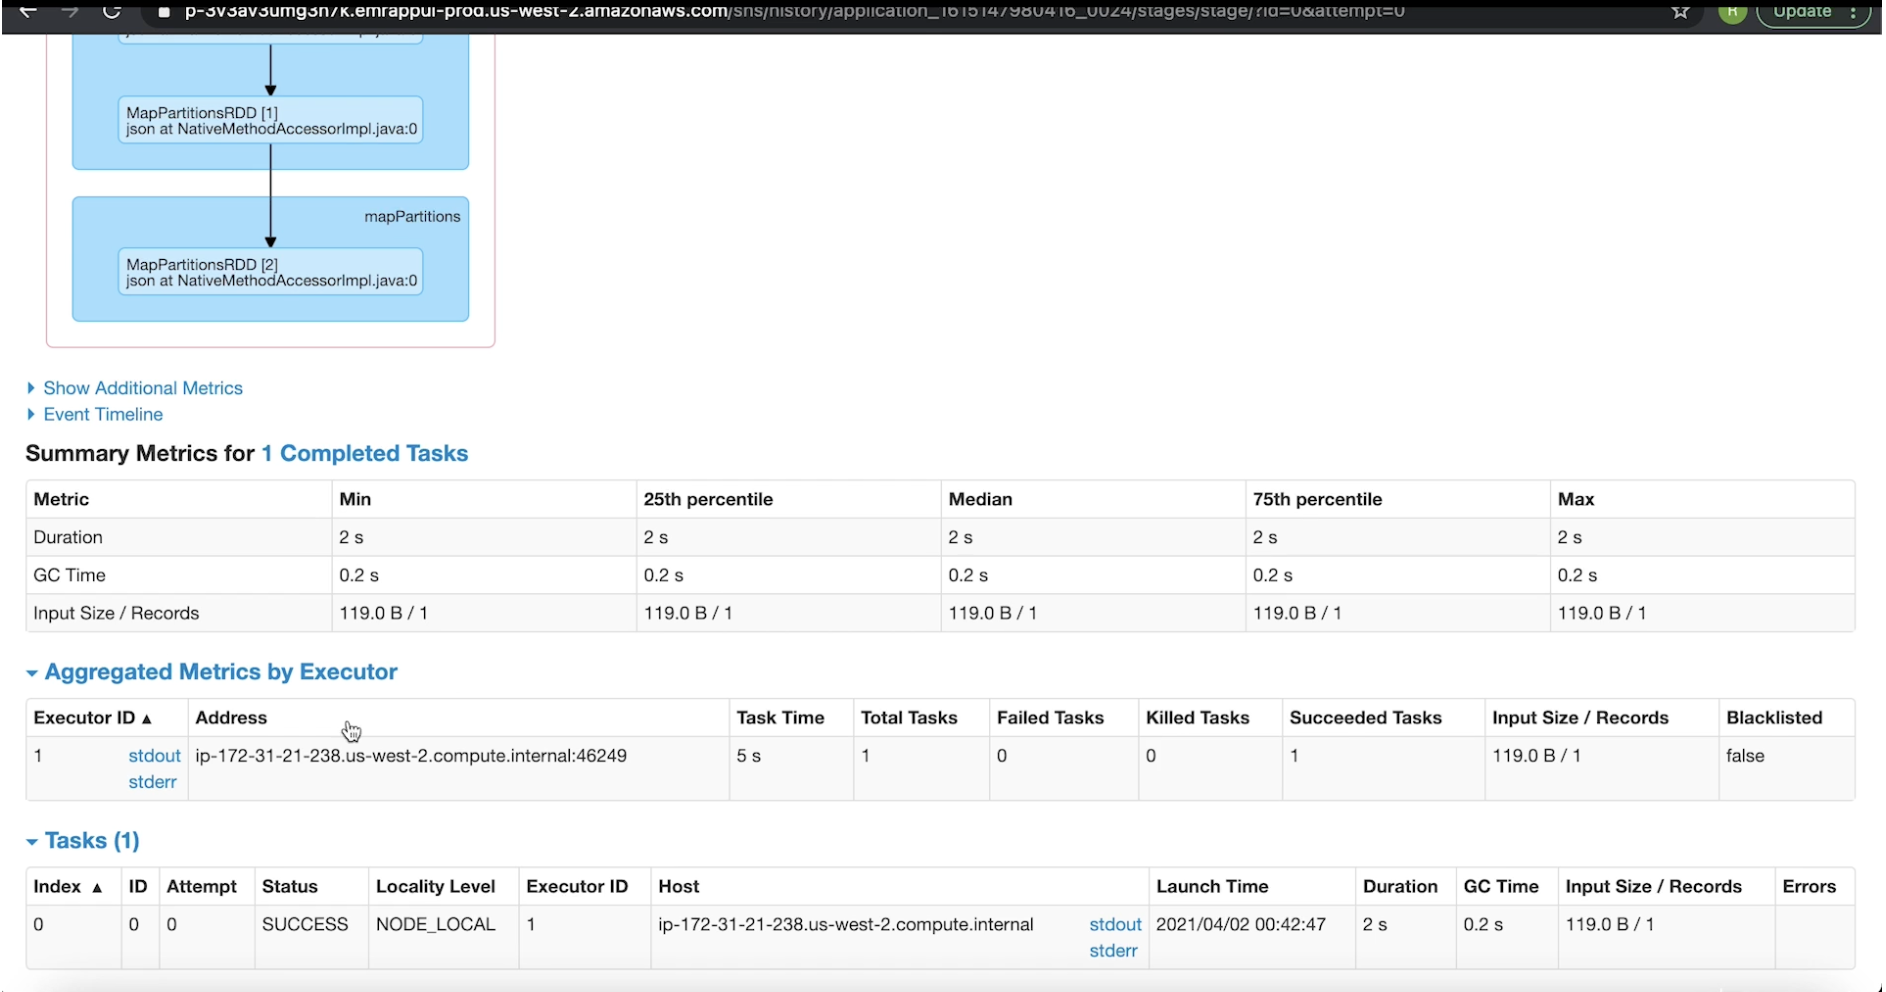 p-3v3av3umg3n7k.emrappui-prod.us-west-2.amazonaws.com/shs/history/application_1615147980416_0024/stages/stage/?id=0&attempt=0
R
Update
MapPartitionsRDD [1]
json at NativeMethodAccessorImpl.java:0
mapPartitions
MapPartitionsRDD [2]
json at NativeMethodAccessorImpl.java:0
Show Additional Metrics
Event Timeline
Summary Metrics for 1 Completed Tasks
Metric Min 25th percentile Median 75th percentile Max
Duration 2 s 2 s 2 s 2 s 2 s
GC Time 0.2 s 0.2 s 0.2 s 0.2 s 0.2 s
Input Size / Records 119.0 B / 1 119.0 B / 1 119.0 B / 1 119.0 B / 1 119.0 B / 1
Aggregated Metrics by Executor
Executor ID ▲ Address Task Time Total Tasks Failed Tasks Killed Tasks Succeeded Tasks Input Size / Records Blacklisted
1 stdout ip-172-31-21-238.us-west-2.compute.internal:46249 5 s 1 0 0 1 119.0 B / 1 false
stderr
Tasks (1)
Index ▲ ID Attempt Status Locality Level Executor ID Host Launch Time Duration GC Time Input Size / Records Errors
0 0 0 SUCCESS NODE_LOCAL 1 ip-172-31-21-238.us-west-2.compute.internal stdout 2021/04/02 00:42:47 2 s 0.2 s 119.0 B / 1
stderr